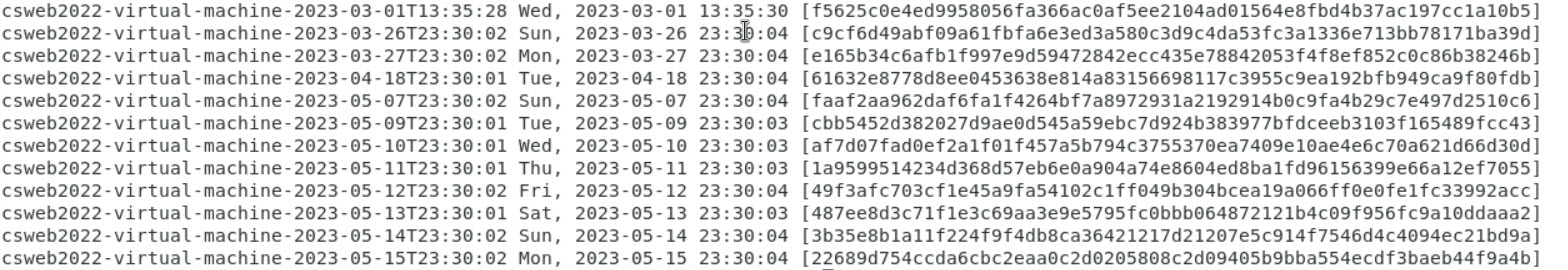 csweb2022-virtual-machine-2023-03-01T13:35:28 Wed, 2023-03-01 13:35:30 [f5625c0e4ed9958056fa366ac0af5ee2104ad01564e8fbd4b37ac197cc1a10b5]
csweb2022-virtual-machine-2023-03-26T23:30:02 Sun, 2023-03-26 23:30:04 [c9cf6d49abf09a61fbfa6e3ed3a580c3d9c4da53fc3a1336e713bb78171ba39d]
csweb2022-virtual-machine-2023-03-27T23:30:02 Mon, 2023-03-27 23:30:04 [e165b34c6afb1f997e9d59472842ecc435e78842053f4f8ef852c0c86b38246b]
csweb2022-virtual-machine-2023-04-18T23:30:01 Tue, 2023-04-18 23:30:04 [61632e8778d8ee0453638e814a83156698117c3955c9ea192bfb949ca9f80fdb]
csweb2022-virtual-machine-2023-05-07T23:30:02 Sun, 2023-05-07 23:30:04 [faaf2aa962daf6fa1f4264bf7a8972931a2192914b0c9fa4b29c7e497d2510c6]
csweb2022-virtual-machine-2023-05-09T23:30:01 Tue, 2023-05-09 23:30:03 [cbb5452d382027d9ae0d545a59ebc7d924b383977bfdceeb3103f165489fcc43]
csweb2022-virtual-machine-2023-05-10T23:30:01 Wed, 2023-05-10 23:30:03 [af7d07fad0ef2a1f01f457a5b794c3755370ea7409e10ae4e6c70a621d66d30d]
csweb2022-virtual-machine-2023-05-11T23:30:01 Thu, 2023-05-11 23:30:03 [1a9599514234d368d57eb6e0a904a74e8604ed8ba1fd96156399e66a12ef7055]
csweb2022-virtual-machine-2023-05-12T23:30:02 Fri, 2023-05-12 23:30:04 [49f3afc703cf1e45a9fa54102c1ff049b304bcea19a066ff0e0fe1fc33992acc]
csweb2022-virtual-machine-2023-05-13T23:30:01 Sat, 2023-05-13 23:30:03 [487ee8d3c71f1e3c69aa3e9e5795fc0bbb064872121b4c09f956fc9a10ddaaa2]
csweb2022-virtual-machine-2023-05-14T23:30:02 Sun, 2023-05-14 23:30:04 [3b35e8b1a11f224f9f4db8ca36421217d21207e5c914f7546d4c4094ec21bd9a]
csweb2022-virtual-machine-2023-05-15T23:30:02 Mon, 2023-05-15 23:30:04 [22689d754ccda6cbc2eaa0c2d0205808c2d09405b9bba554ecdf3baeb44f9a4b]